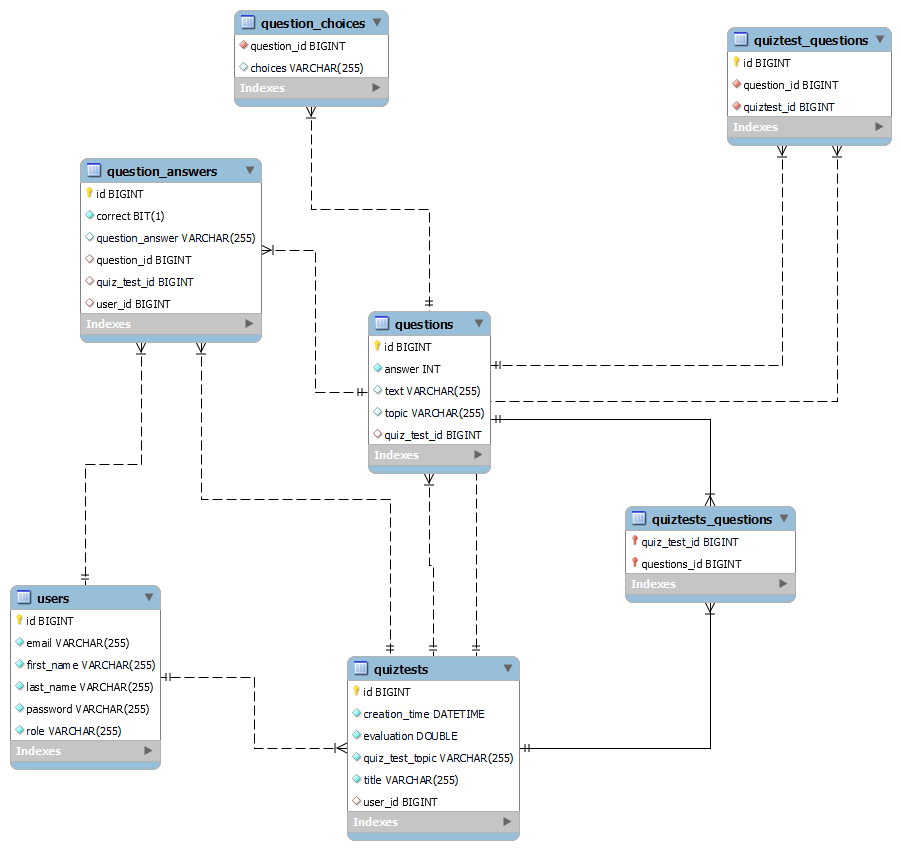 question_choices
question_id BIGINT
choices VARCHAR(255)
Indexes
quiztest_questions
id BIGINT
question_id BIGINT
quiztest_id BIGINT
Indexes
question_answers
id BIGINT
correct BIT(1)
question_answer VARCHAR(255)
question_id BIGINT
quiz_test_id BIGINT
user_id BIGINT
Indexes
questions
id BIGINT
answer INT
text VARCHAR(255)
topic VARCHAR(255)
quiz_test_id BIGINT
Indexes
quiztests_questions
quiz_test_id BIGINT
questions_id BIGINT
Indexes
users
id BIGINT
email VARCHAR(255)
first_name VARCHAR(255)
last_name VARCHAR(255)
password VARCHAR(255)
role VARCHAR(255)
Indexes
quiztests
id BIGINT
creation_time DATETIME
evaluation DOUBLE
quiz_test_topic VARCHAR(255)
title VARCHAR(255)
user_id BIGINT
Indexes